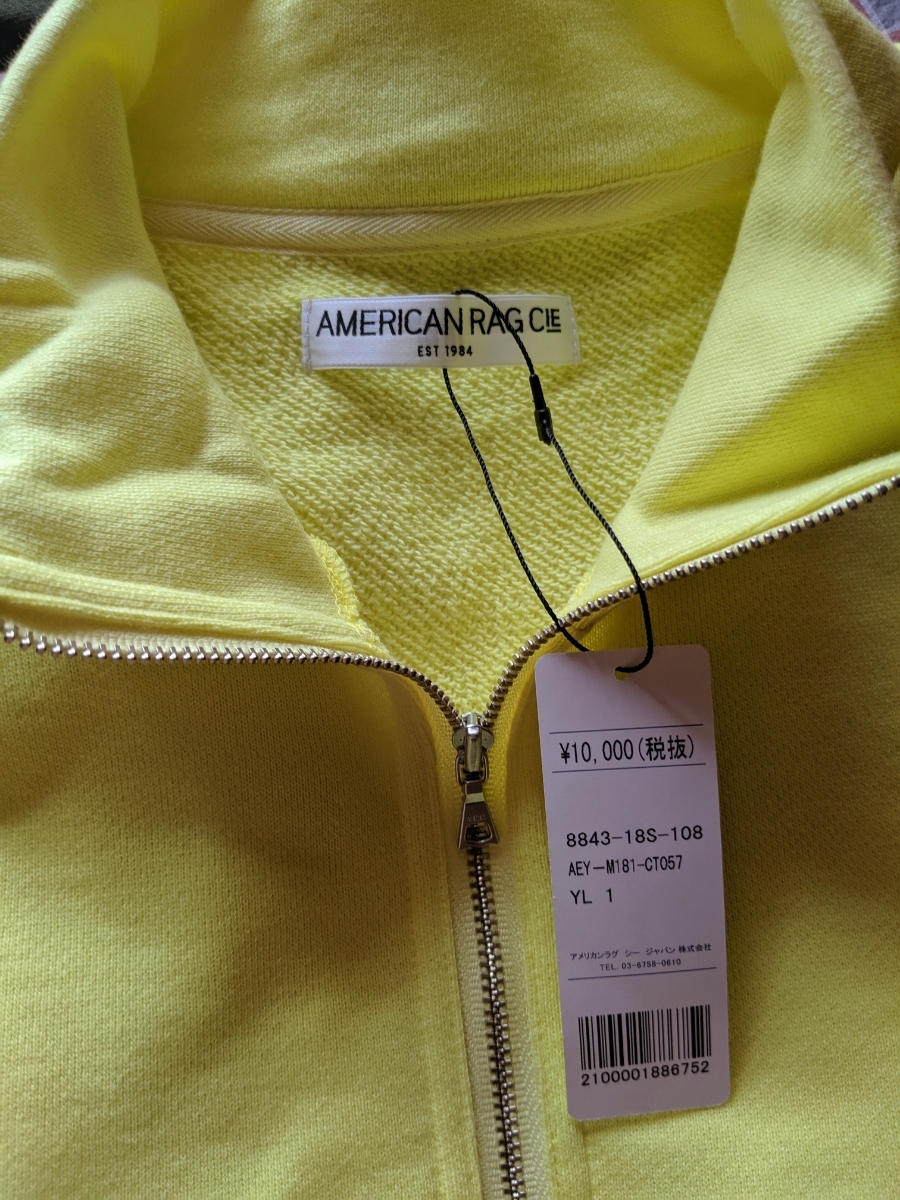 AMERICAN RAG CIE
EST 1984
¥10,000(税抜)
8843-18S-108
AEY-M181-CT057
YL 1
アメリカンラグ シー ジャパン 株式会社
TEL. 03-6758-0610
2100001886752
YKK